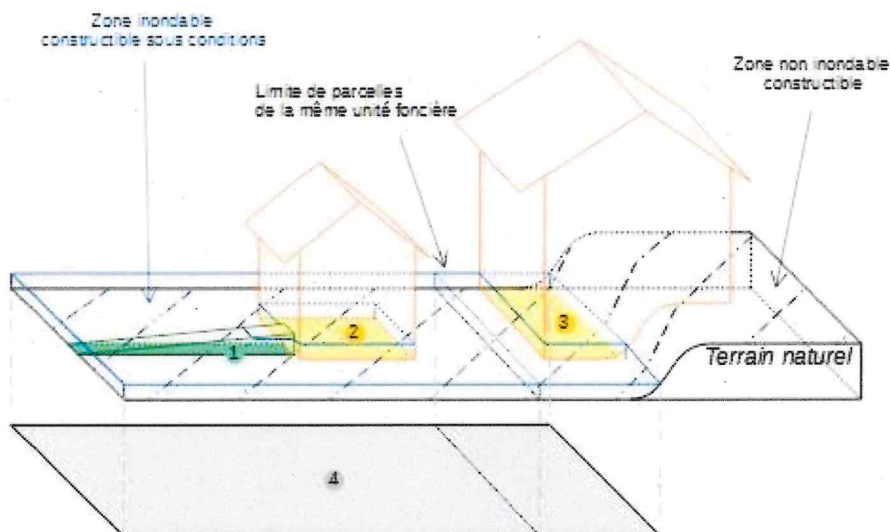 Zone inondable
constructible sous conditions
Limite de parcelles
de la même unité foncière
Zone non inondable
constructible
1
2
3
Terrain naturel
4